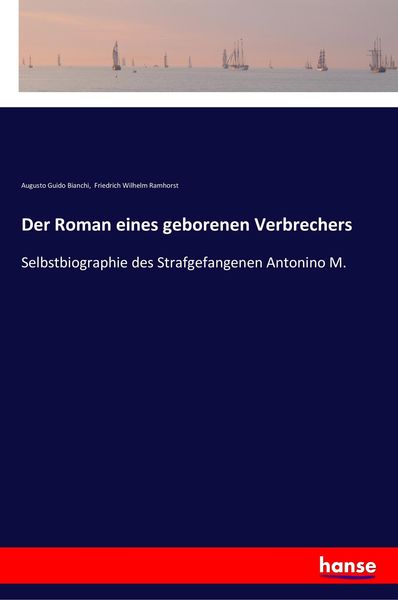 Augusto Guido Bianchi, Friedrich Wilhelm Ramhorst
Der Roman eines geborenen Verbrechers
Selbstbiographie des Strafgefangenen Antonino M.
hanse